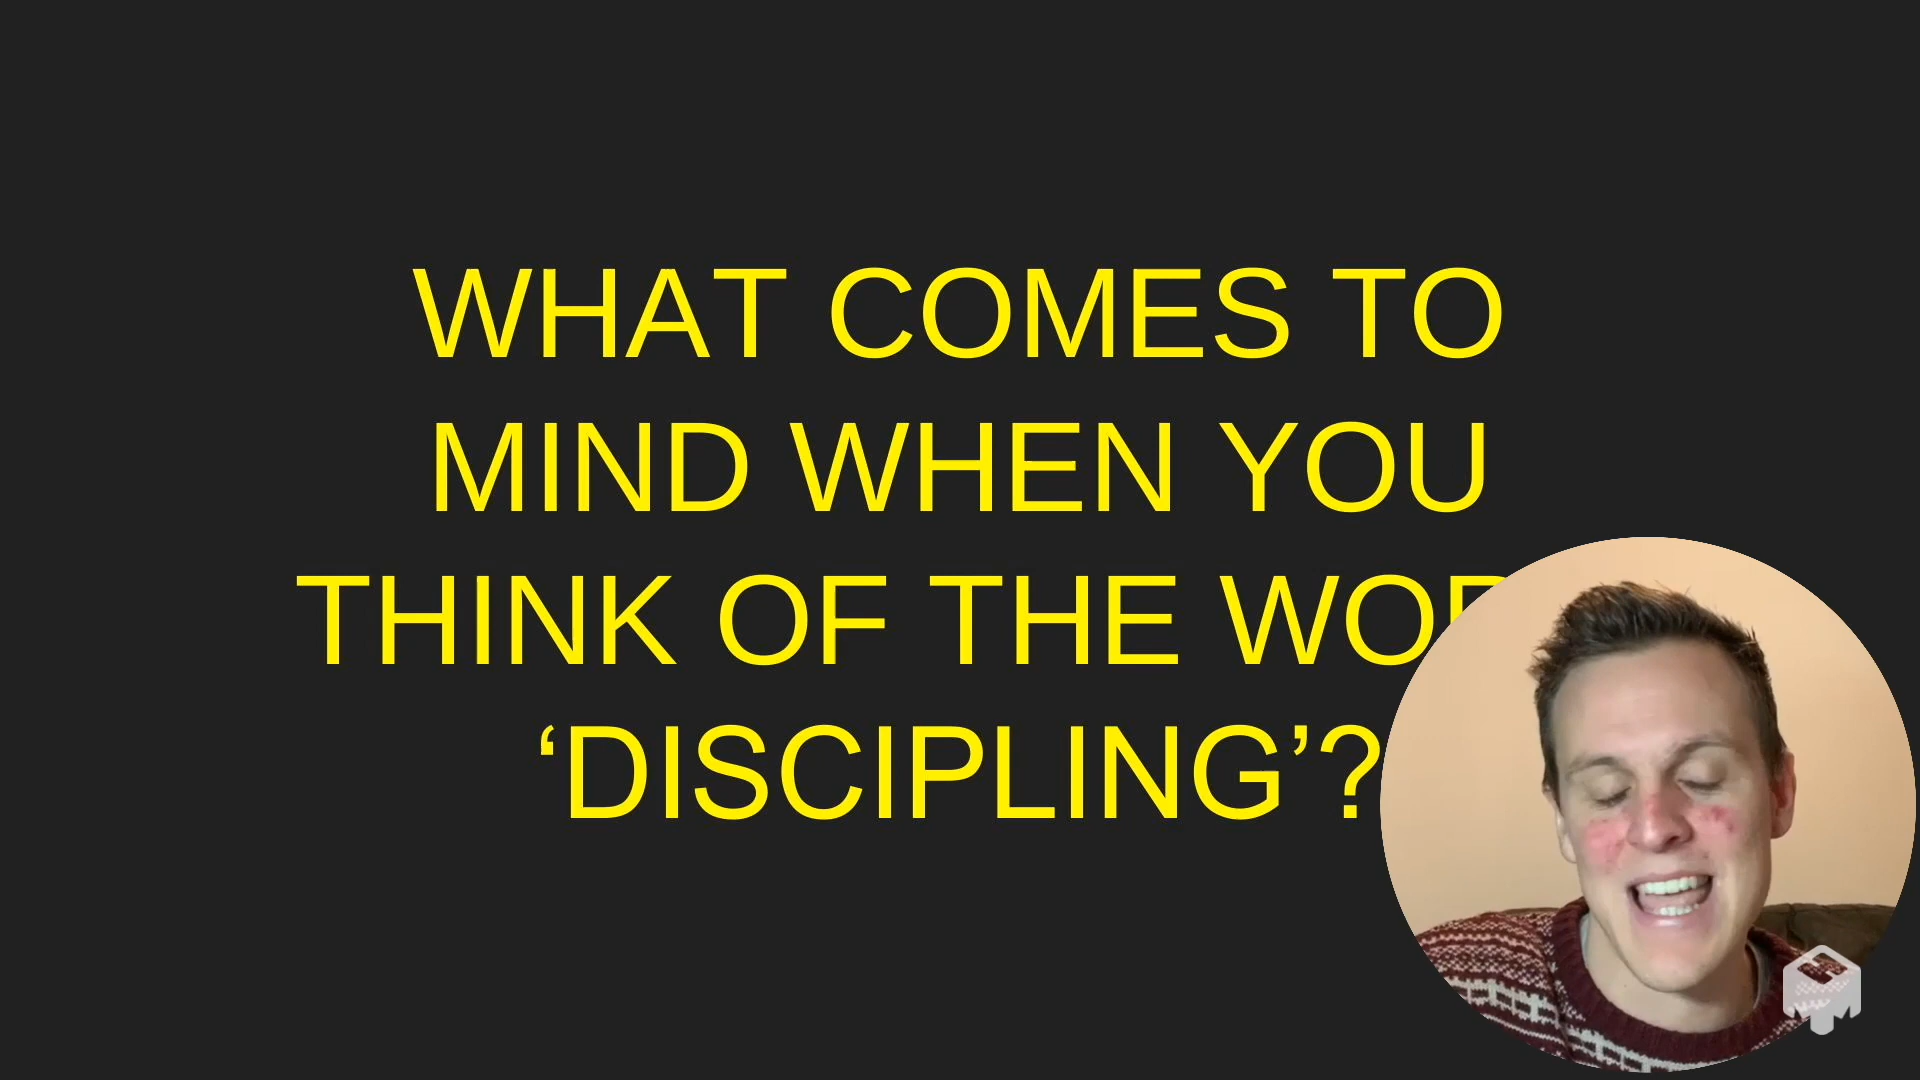 WHAT COMES TO
MIND WHEN YOU
THINK OF THE
‘DISCIPLING’?